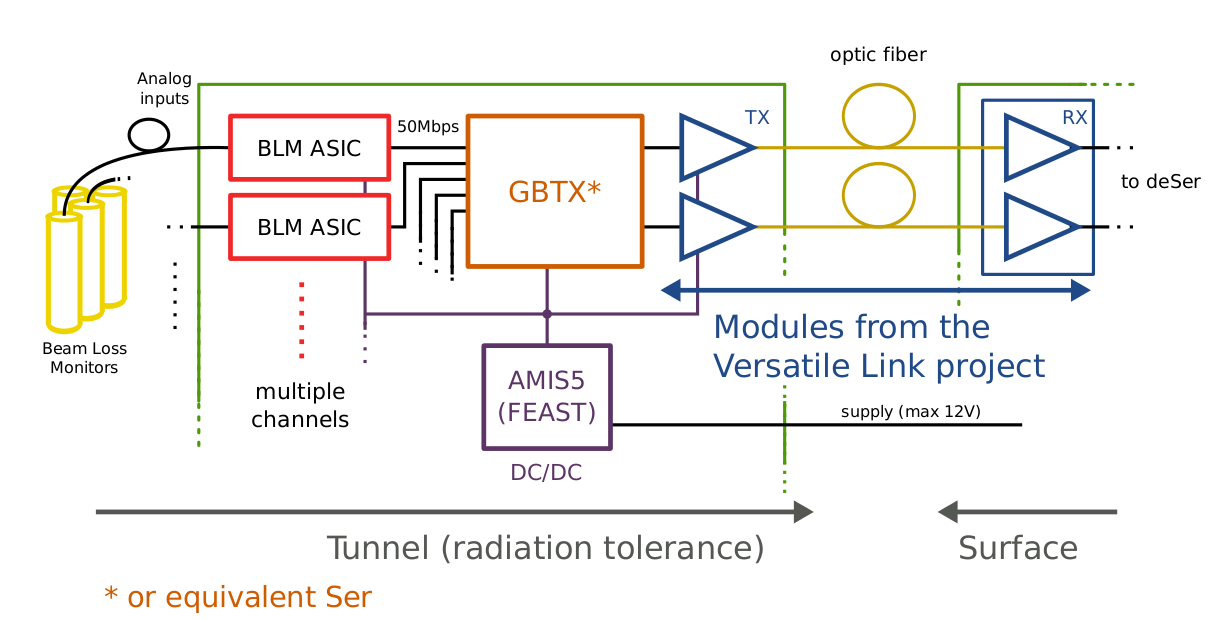 optic fiber
Analog
inputs
TX
RX
50Mbps
BLM ASIC
GBTX*
to deSer
BLM ASIC
Modules from the
Versatile Link project
Beam Loss
Monitors
multiple
channels
AMIS5
(FEAST)
supply (max 12V)
DC/DC
Tunnel (radiation tolerance)
Surface
* or equivalent Ser